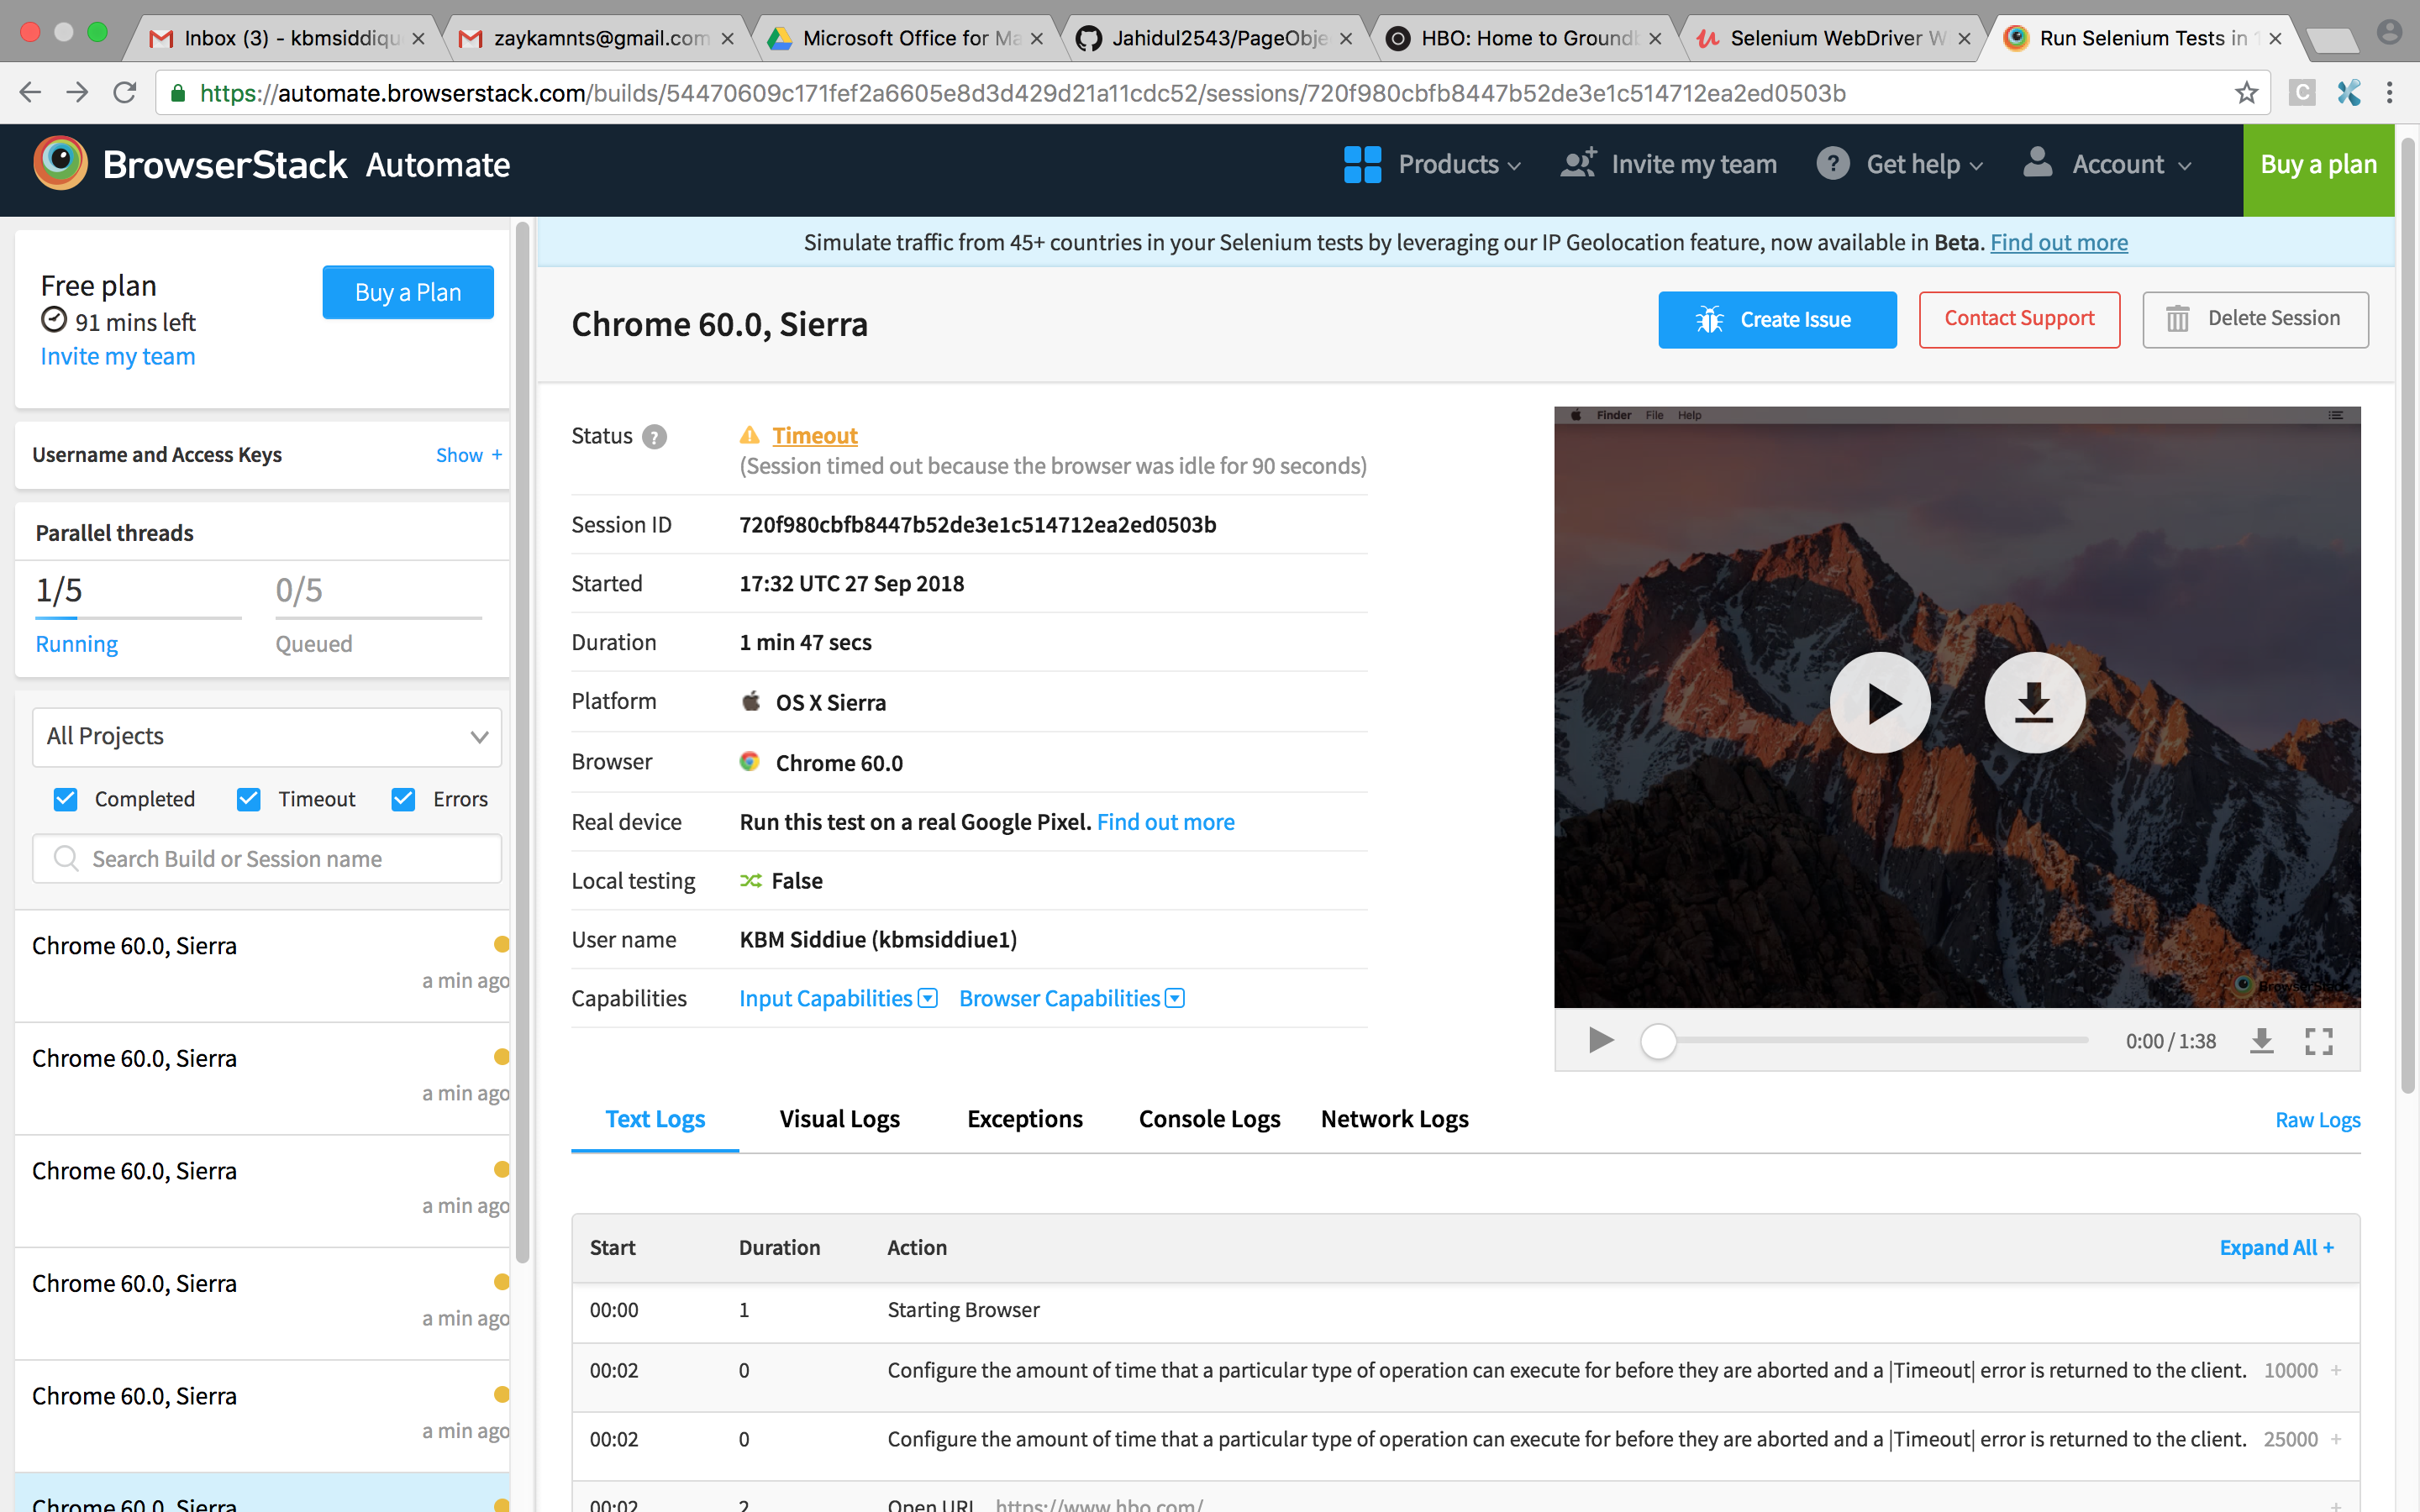 Inbox (3) - kbmsiddiqu
zaykamnts@gmail.com
Microsoft Office for Ma
Jahidul2543/PageObje
HBO: Home to Groundb
Selenium WebDriver W
Run Selenium Tests in 1
https://automate.browserstack.com/builds/54470609c171fef2a6605e8d3d429d21a11cdc52/sessions/720f980cbfb8447b52de3e1c514712ea2ed0503b
C
BrowserStack Automate
Products
Invite my team
? Get help
Account
Buy a plan
Free plan
91 mins left
Invite my team
Buy a Plan
Username and Access Keys
Show +
Parallel threads
1/5
Running
0/5
Queued
All Projects
Completed
Timeout
Errors
Search Build or Session name
Chrome 60.0, Sierra
a min ago
Chrome 60.0, Sierra
a min ago
Chrome 60.0, Sierra
a min ago
Chrome 60.0, Sierra
a min ago
Chrome 60.0, Sierra
a min ago
Chrome 60.0, Sierra
Simulate traffic from 45+ countries in your Selenium tests by leveraging our IP Geolocation feature, now available in Beta. Find out more
Chrome 60.0, Sierra
Create Issue
Contact Support
Delete Session
Status ? Timeout
(Session timed out because the browser was idle for 90 seconds)
Session ID 720f980cbfb8447b52de3e1c514712ea2ed0503b
Started 17:32 UTC 27 Sep 2018
Duration 1 min 47 secs
Platform OS X Sierra
Browser Chrome 60.0
Real device Run this test on a real Google Pixel. Find out more
Local testing False
User name KBM Siddiue (kbmsiddiue1)
Capabilities Input Capabilities Browser Capabilities
Finder File Help
BrowserStack
0:00 / 1:38
Text Logs
Visual Logs
Exceptions
Console Logs
Network Logs
Raw Logs
Start Duration Action Expand All +
00:00 1 Starting Browser
00:02 0 Configure the amount of time that a particular type of operation can execute for before they are aborted and a |Timeout| error is returned to the client. 10000 +
00:02 0 Configure the amount of time that a particular type of operation can execute for before they are aborted and a |Timeout| error is returned to the client. 25000 +
00:02 2 Open URL https://www.hbo.com/ +